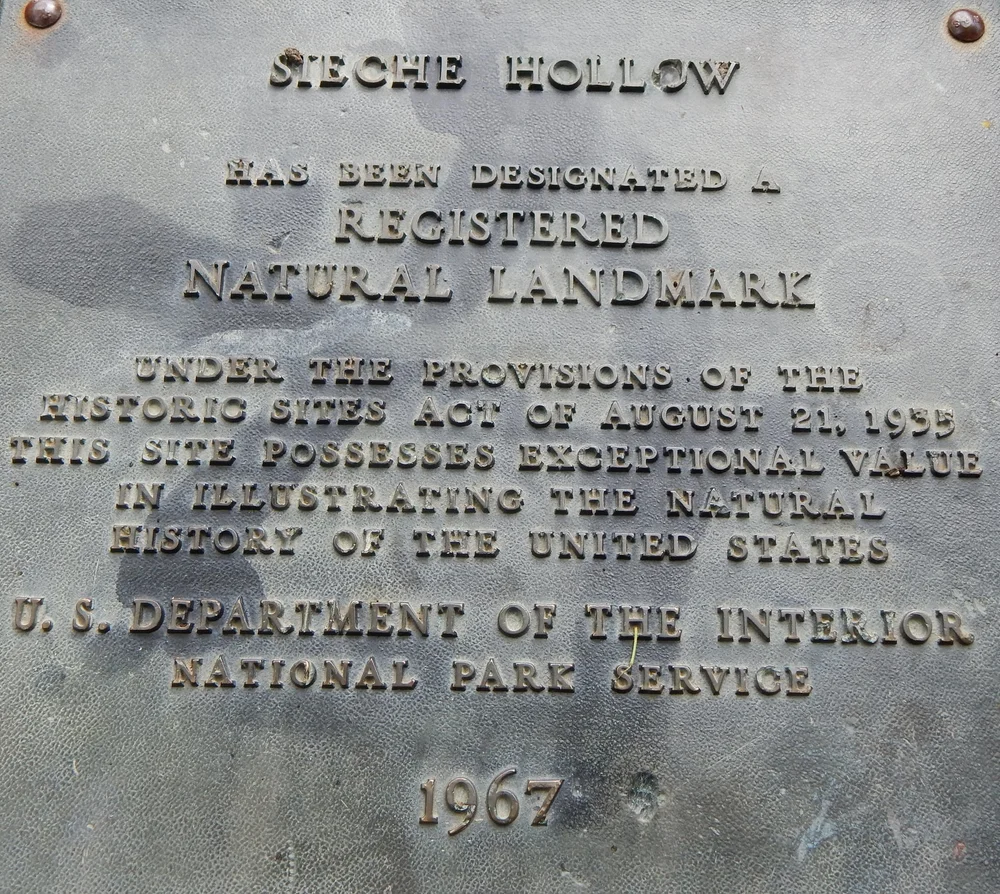 SIECHE HOLLOW
HAS BEEN DESIGNATED A
REGISTERED
NATURAL LANDMARK
UNDER THE PROVISIONS OF THE
HISTORIC SITES ACT OF AUGUST 21, 1935
THIS SITE POSSESSES EXCEPTIONAL VALUE
IN ILLUSTRATING THE NATURAL
HISTORY OF THE UNITED STATES
U. S. DEPARTMENT OF THE INTERIOR
NATIONAL PARK SERVICE
1967